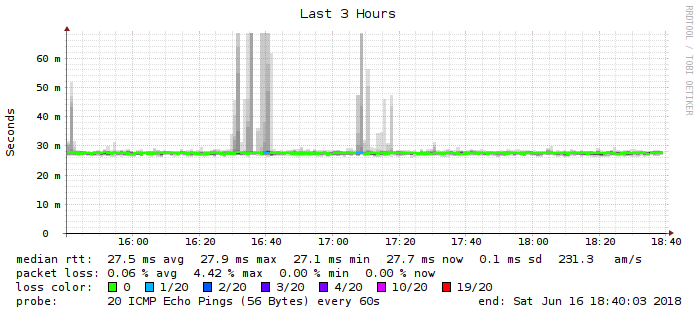 Last 3 Hours
RRDTOOL / TOBI OETIKER
Seconds
60 m
50 m
40 m
30 m
20 m
10 m
0
16:00 16:20 16:40 17:00 17:20 17:40 18:00 18:20 18:40
median rtt: 27.5 ms avg 27.9 ms max 27.1 ms min 27.7 ms now 0.1 ms sd 231.3 am/s
packet loss: 0.06 % avg 4.42 % max 0.00 % min 0.00 % now
loss color: 0 1/20 2/20 3/20 4/20 10/20 19/20
probe: 20 ICMP Echo Pings (56 Bytes) every 60s end: Sat Jun 16 18:40:03 2018